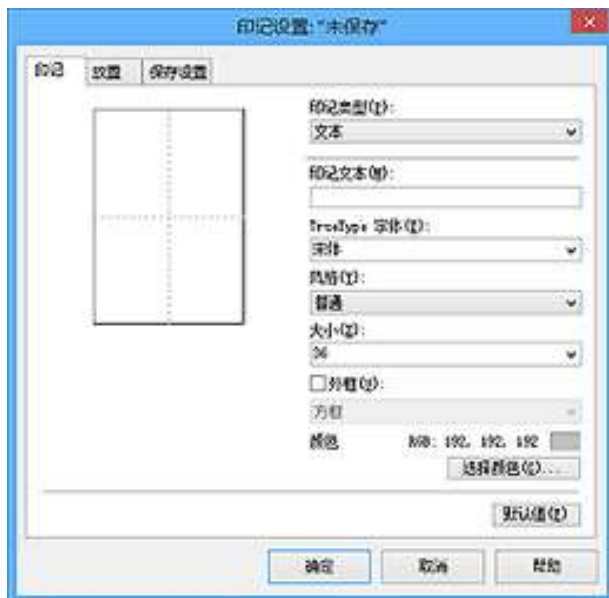 印记设置: "未保存"
印记 放置 保存设置
印记类型(I):
文本
印记文本(M):
TrueType 字体(T):
宋体
风格(Y):
普通
大小(Z):
36
外框(U):
方框
颜色 RGB: 192, 192, 192
选择颜色(C)...
默认值(F)
确定 取消 帮助